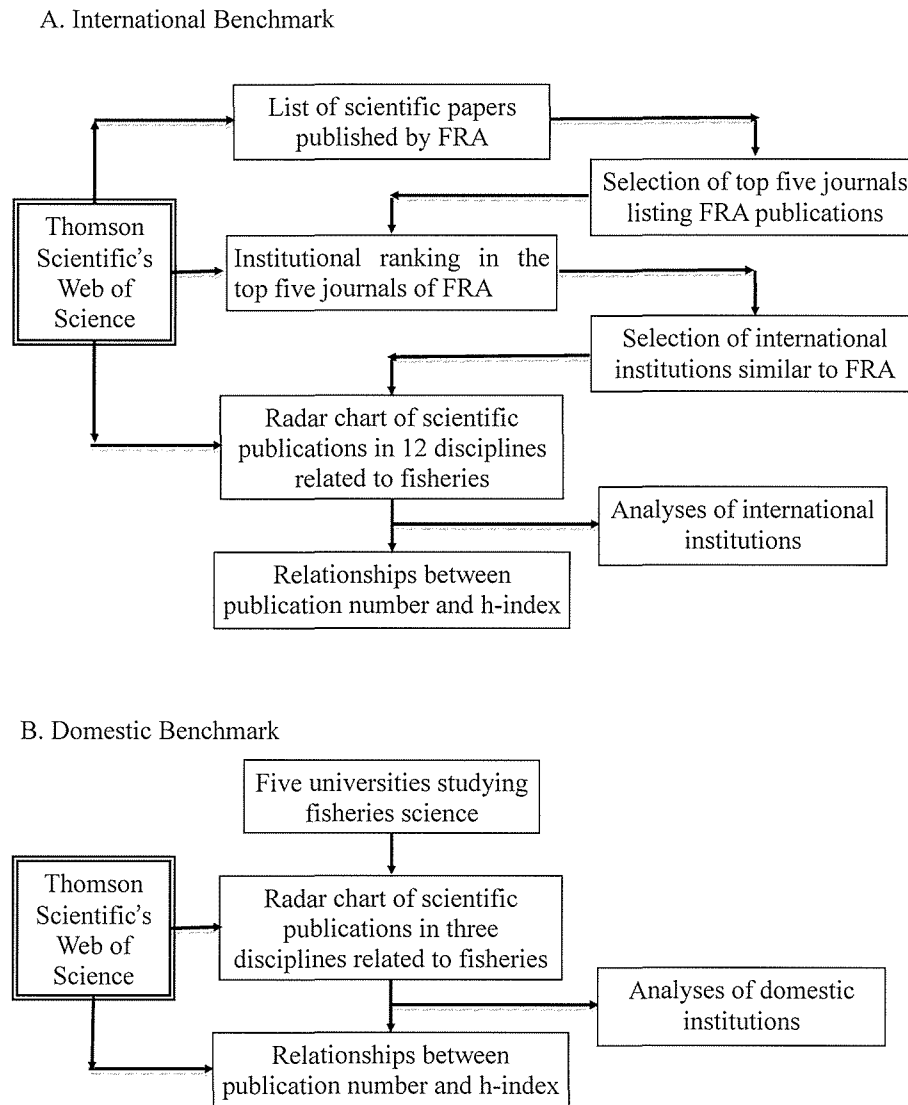 A. International Benchmark
List of scientific papers
published by FRA
Selection of top five journals
listing FRA publications
Thomson
Scientific's
Web of
Science
Institutional ranking in the
top five journals of FRA
Selection of international
institutions similar to FRA
Radar chart of scientific
publications in 12 disciplines
related to fisheries
Analyses of international
institutions
Relationships between
publication number and h-index
B. Domestic Benchmark
Five universities studying
fisheries science
Thomson
Scientific's
Web of
Science
Radar chart of scientific
publications in three
disciplines related to fisheries
Analyses of domestic
institutions
Relationships between
publication number and h-index